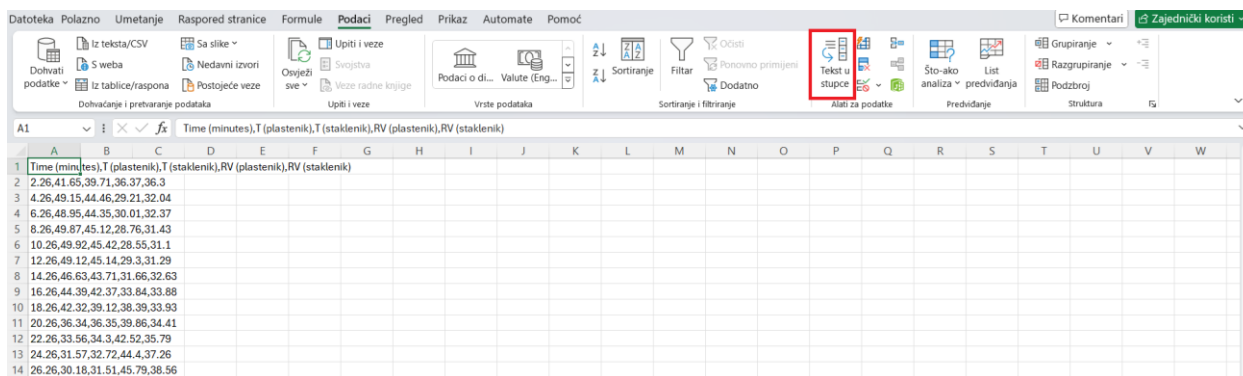 Datoteka Polazno Umetanje Raspored stranice Formule Podaci Pregled Prikaz Automate Pomoć Komentari Zajednički koristi
Dohvati podatke
Iz teksta/CSV
S weba
Iz tablice/raspona
Sa slike
Nedavni izvori
Postojeće veze
Dohvaćanje i pretvaranje podataka
Osvježi sve
Upiti i veze
Svojstva
Veze radne knjige
Upiti i veze
Podaci o di...
Valute (Eng...
Vrste podataka
Sortiranje
Filtar
Očisti
Ponovno primijeni
Dodatno
Sortiranje i filtriranje
Tekst u stupce
Alati za podatke
Što-ako analiza
List predviđanja
Predviđanje
Grupiranje
Razgrupiranje
Podzbroj
Struktura
A1 fx Time (minutes),T (plastenik),T (staklenik),RV (plastenik),RV (staklenik)
A B C D E F G H I J K L M N O P Q R S T U V W
1 Time (minutes),T (plastenik),T (staklenik),RV (plastenik),RV (staklenik)
2 2.26,41.65,39.71,36.37,36.3
3 4.26,49.15,44.46,29.21,32.04
4 6.26,48.95,44.35,30.01,32.37
5 8.26,49.87,45.12,28.76,31.43
6 10.26,49.92,45.42,28.55,31.1
7 12.26,49.12,45.14,29.3,31.29
8 14.26,46.63,43.71,31.66,32.63
9 16.26,44.39,42.37,33.84,33.88
10 18.26,42.32,39.12,38.39,33.93
11 20.26,36.34,36.35,39.86,34.41
12 22.26,33.56,34.3,42.52,35.79
13 24.26,31.57,32.72,44.4,37.26
14 26.26,30.18,31.51,45.79,38.56